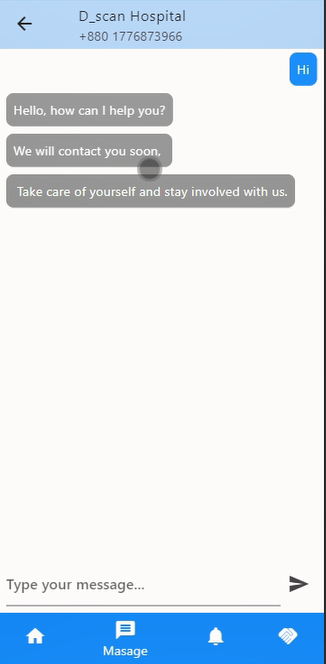 D_scan Hospital
+880 1776873966
Hi
Hello, how can I help you?
We will contact you soon,
Take care of yourself and stay involved with us.
Type your message...
Masage